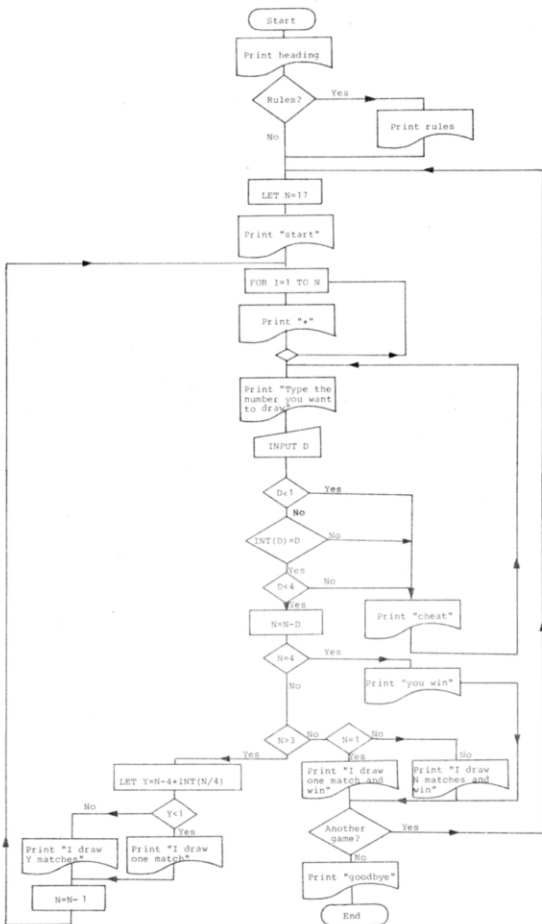 Start
Print heading
Rules?
Yes
No
Print rules
LET N=17
Print "start"
FOR I=1 TO N
Print "*"
Print "Type the
number you want
to draw"
INPUT D
D<1
Yes
No
INT(D)=D
No
Yes
D<4
No
Yes
N=N-D
Print "cheat"
N=4
Yes
No
Print "you win"
N>3
No
Yes
N=1
No
Yes
LET Y=N-4*INT(N/4)
Print "I draw
one match and
win"
Print "I draw
N matches and
win"
Y<1
No
Yes
Print "I draw
Y matches"
Print "I draw
one match"
N=N-1
Another
game?
Yes
No
Print "goodbye"
End